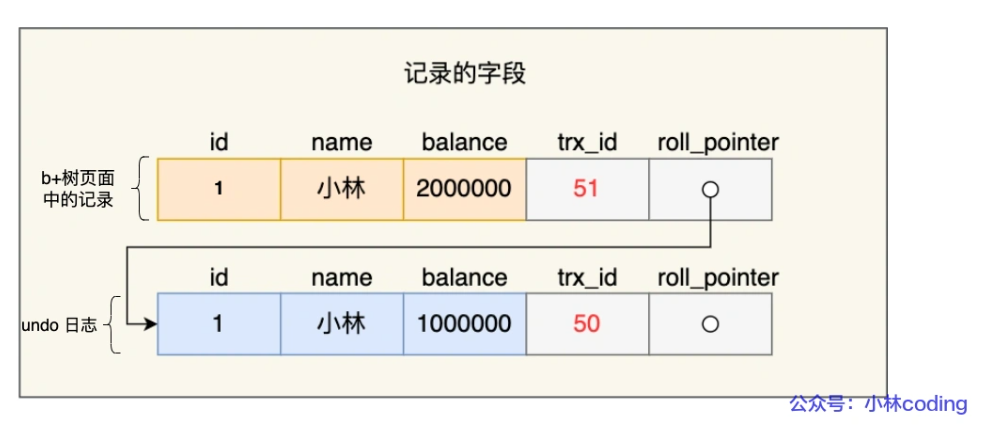 记录的字段
id name balance trx_id roll_pointer
b+树页面
中的记录
1 小林 2000000 51
id name balance trx_id roll_pointer
undo 日志
1 小林 1000000 50
公众号：小林coding